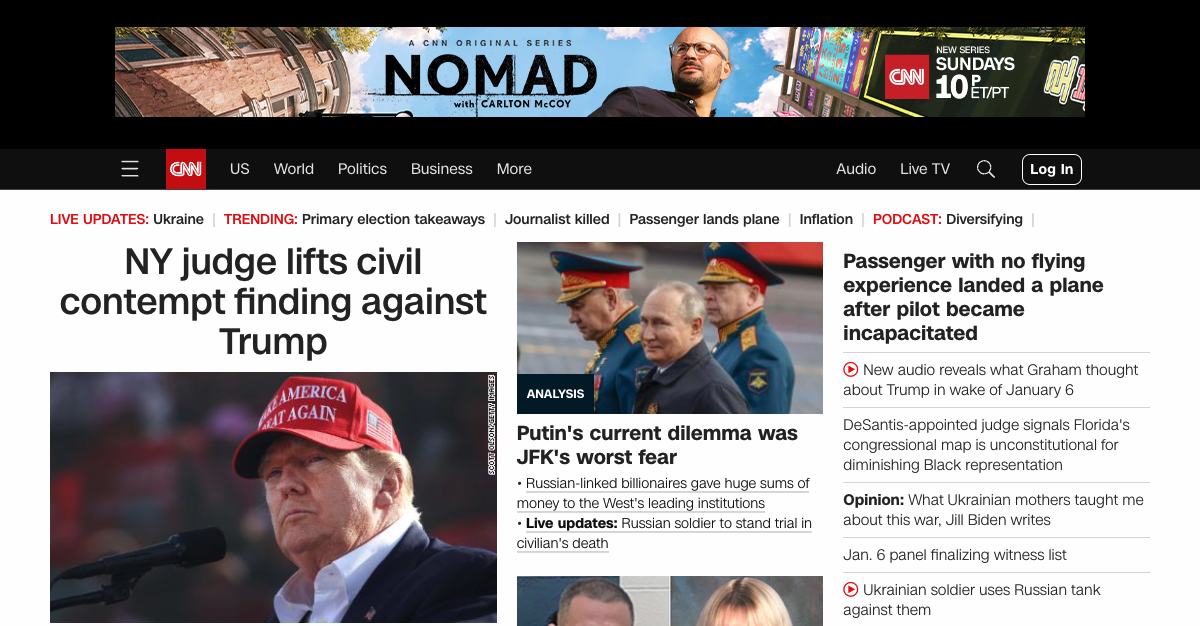 A CNN ORIGINAL SERIES
NOMAD
with CARLTON McCOY
CNN
NEW SERIES
SUNDAYS
10 P ET/PT
CNN
US
World
Politics
Business
More
Audio
Live TV
Log In
LIVE UPDATES: Ukraine | TRENDING: Primary election takeaways | Journalist killed | Passenger lands plane | Inflation | PODCAST: Diversifying |
NY judge lifts civil
contempt finding against
Trump
AMERICA
AT AGAIN
SCOTT OLSON/GETTY IMAGES
ANALYSIS
Putin's current dilemma was
JFK's worst fear
• Russian-linked billionaires gave huge sums of
money to the West's leading institutions
• Live updates: Russian soldier to stand trial in
civilian's death
Passenger with no flying
experience landed a plane
after pilot became
incapacitated
New audio reveals what Graham thought
about Trump in wake of January 6
DeSantis-appointed judge signals Florida's
congressional map is unconstitutional for
diminishing Black representation
Opinion: What Ukrainian mothers taught me
about this war, Jill Biden writes
Jan. 6 panel finalizing witness list
Ukrainian soldier uses Russian tank
against them